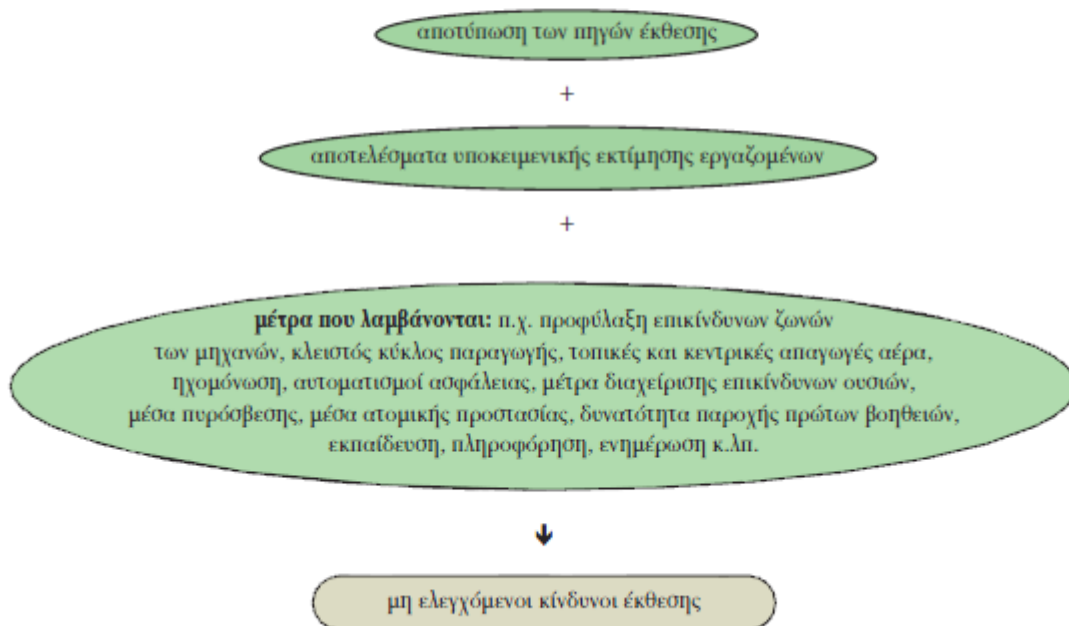 αποτύπωση των πηγών έκθεσης
+
αποτελέσματα υποκειμενικής εκτίμησης εργαζομένων
+
μέτρα που λαμβάνονται: π.χ. προφύλαξη επικίνδυνων ζωνών
των μηχανών, κλειστός κύκλος παραγωγής, τοπικές και κεντρικές απαγωγές αέρα,
ηχομόνωση, αυτοματισμοί ασφάλειας, μέτρα διαχείρισης επικίνδυνων ουσιών,
μέσα πυρόσβεσης, μέσα ατομικής προστασίας, δυνατότητα παροχής πρώτων βοηθειών,
εκπαίδευση, πληροφόρηση, ενημέρωση κ.λπ.
μη ελεγχόμενοι κίνδυνοι έκθεσης